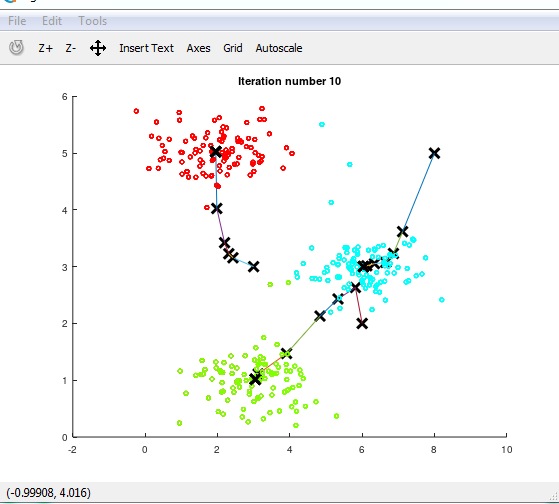 File Edit Tools
Z+ Z- Insert Text Axes Grid Autoscale
Iteration number 10
6
5
4
3
2
1
0
-2 0 2 4 6 8 10
(-0.99908, 4.016)